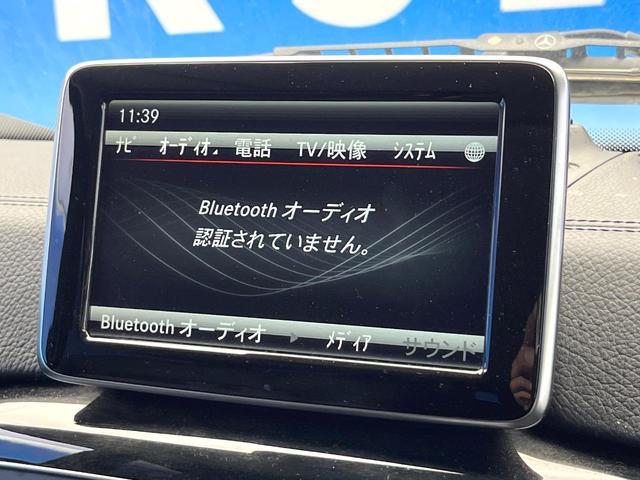 11:39
ナビ オーディオ 電話 TV/映像 システム
Bluetooth オーディオ
認証されていません。
Bluetooth オーディオ メディア サウンド